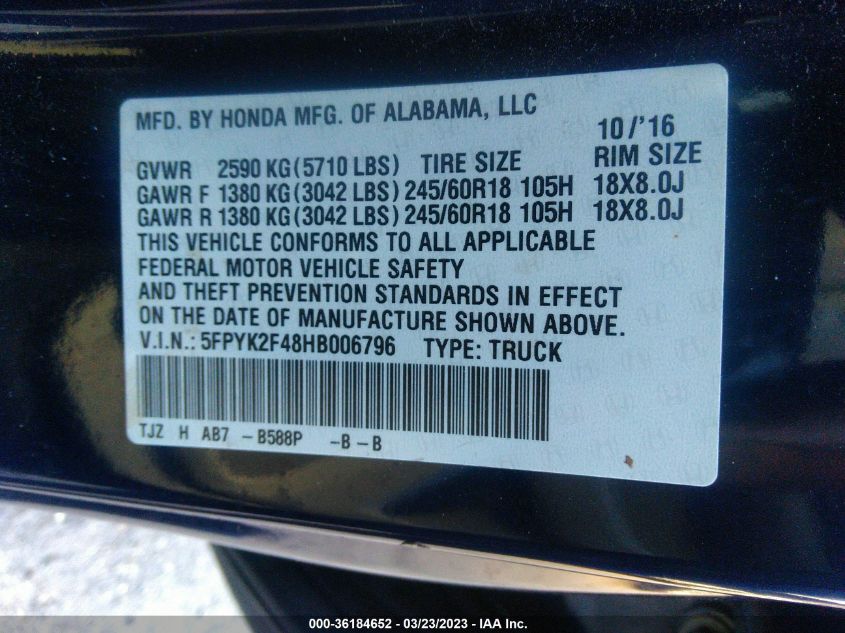 MFD. BY HONDA MFG. OF ALABAMA, LLC
10/'16
GVWR 2590 KG(5710 LBS) TIRE SIZE RIM SIZE
GAWR F 1380 KG(3042 LBS) 245/60R18 105H 18X8.0J
GAWR R 1380 KG(3042 LBS) 245/60R18 105H 18X8.0J
THIS VEHICLE CONFORMS TO ALL APPLICABLE
FEDERAL MOTOR VEHICLE SAFETY
AND THEFT PREVENTION STANDARDS IN EFFECT
ON THE DATE OF MANUFACTURE SHOWN ABOVE.
V.I.N.: 5FPYK2F48HB006796 TYPE: TRUCK
TJZ H AB7 - B588P - B - B
000-36184652 / 03/23/2023 - IAA Inc.